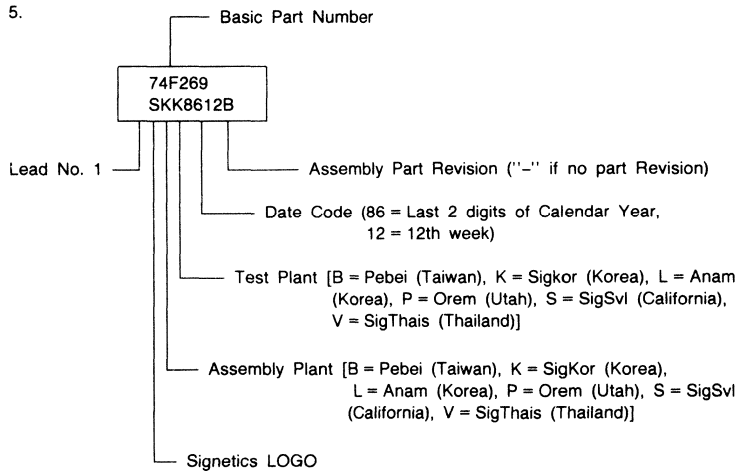 5.
Basic Part Number
74F269
SKK8612B
Lead No. 1
Assembly Part Revision ("-" if no part Revision)
Date Code (86 = Last 2 digits of Calendar Year,
12 = 12th week)
Test Plant [B = Pebei (Taiwan), K = Sigkor (Korea), L = Anam
(Korea), P = Orem (Utah), S = SigSvl (California),
V = SigThais (Thailand)]
Assembly Plant [B = Pebei (Taiwan), K = SigKor (Korea),
L = Anam (Korea), P = Orem (Utah), S = SigSvl
(California), V = SigThais (Thailand)]
Signetics LOGO